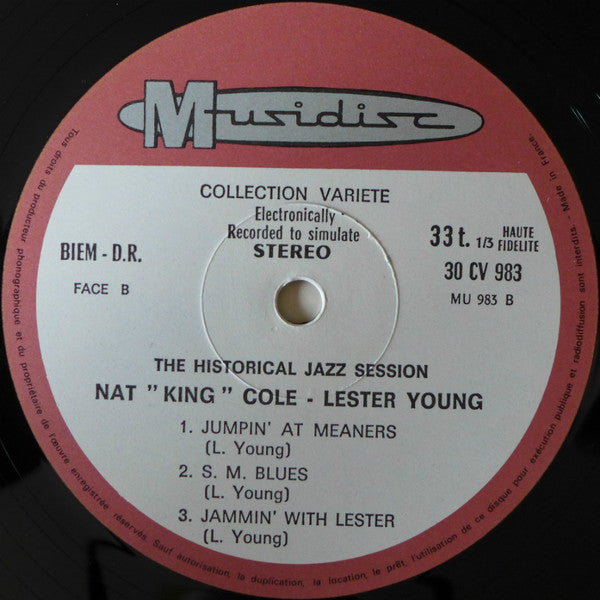 Musidisc
COLLECTION VARIETE
Electronically
Recorded to simulate
STEREO
BIEM - D.R.
FACE B
33 t. 1/3 HAUTE FIDELITE
30 CV 983
MU 983 B
THE HISTORICAL JAZZ SESSION
NAT "KING" COLE - LESTER YOUNG
1. JUMPIN' AT MEANERS
(L. Young)
2. S. M. BLUES
(L. Young)
3. JAMMIN' WITH LESTER
(L. Young)
Tous droits du producteur phonographique et du propriétaire de l'œuvre enregistrée réservés. Sauf autorisation, la duplication, la location, le prêt, l'utilisation de ce disque pour exécution publique et radiodiffusion sont interdits. Made in France.